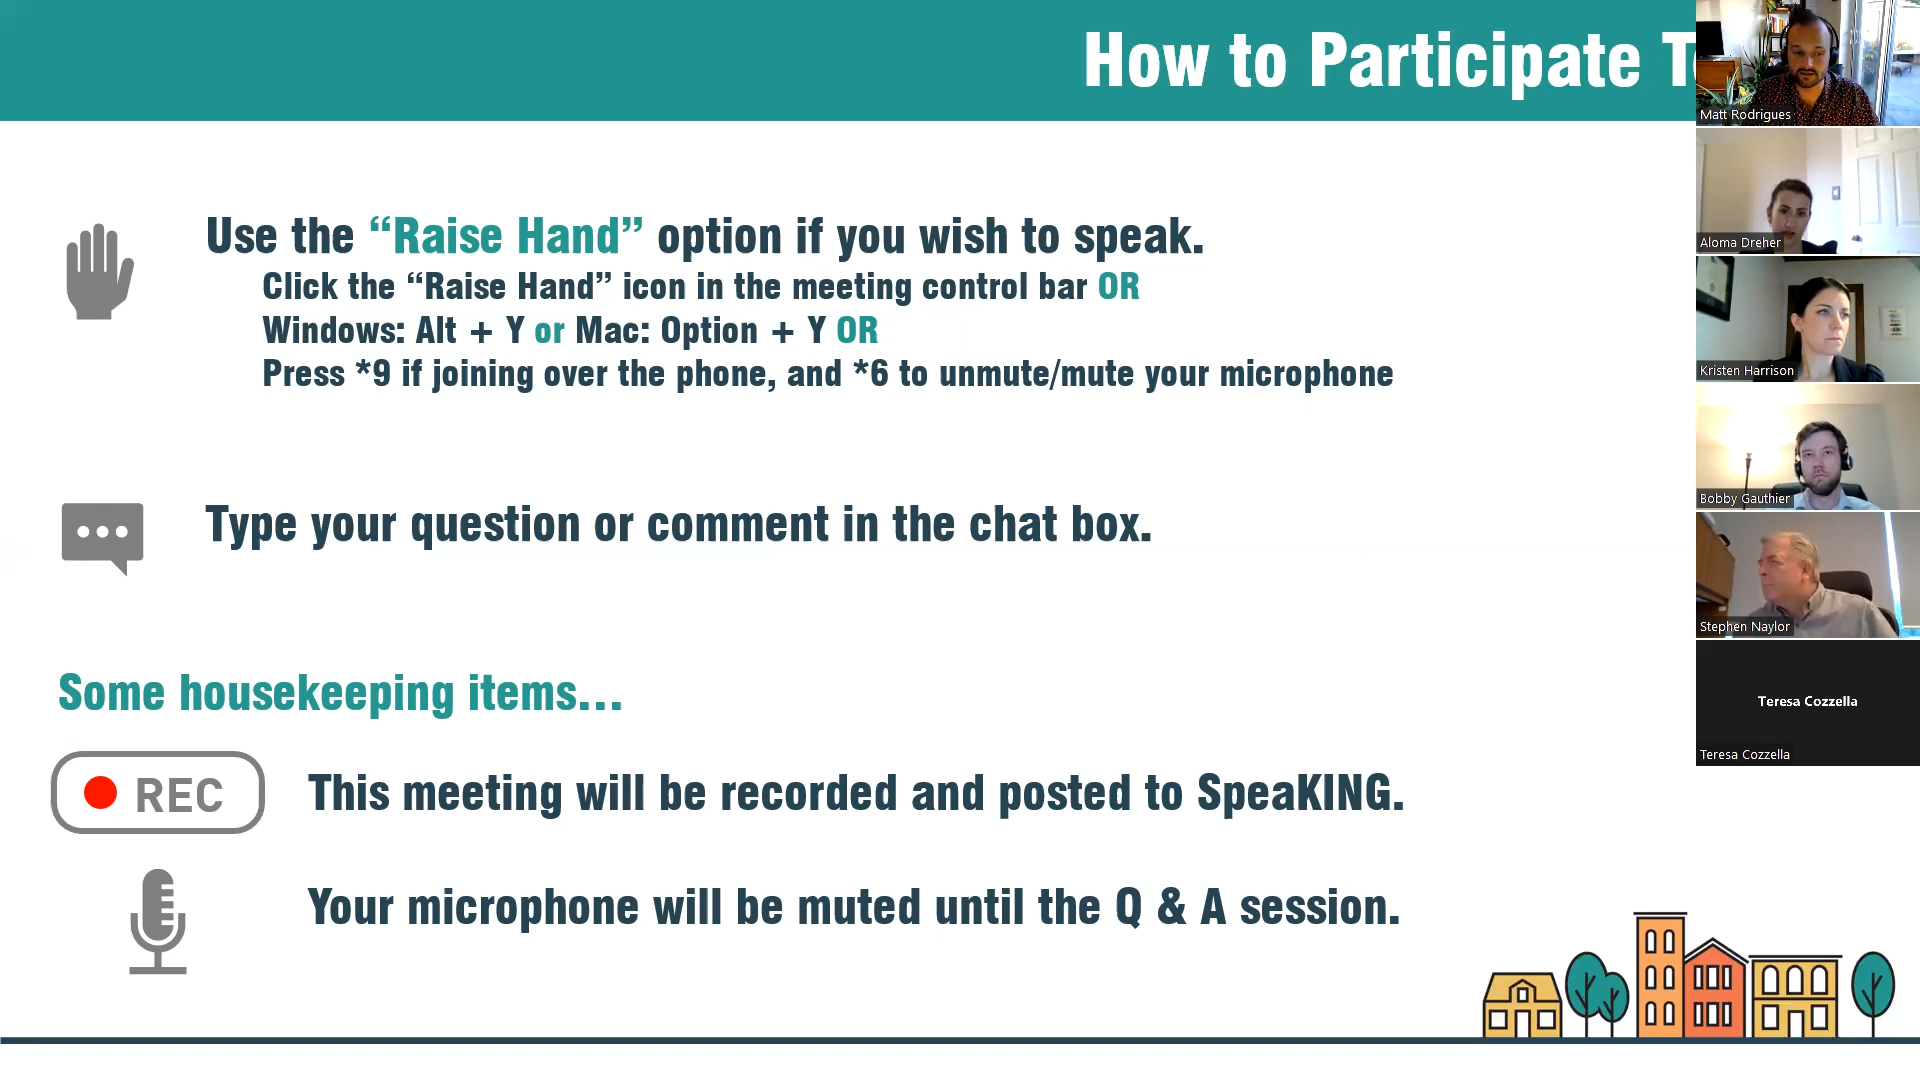 How to Participate
Use the “Raise Hand” option if you wish to speak.
Click the “Raise Hand” icon in the meeting control bar OR
Windows: Alt + Y or Mac: Option + Y OR
Press *9 if joining over the phone, and *6 to unmute/mute your microphone
Type your question or comment in the chat box.
Some housekeeping items...
REC
This meeting will be recorded and posted to SpeaKING.
Your microphone will be muted until the Q & A session.
Matt Rodrigues
Aloma Dreher
Kristen Harrison
Bobby Gauthier
Stephen Naylor
Teresa Cozzella
Teresa Cozzella